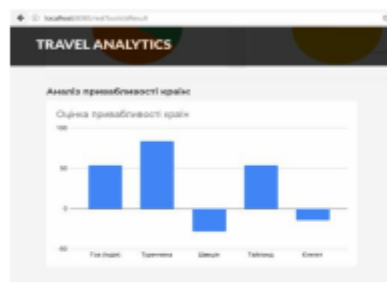 TRAVEL ANALYTICS
Аналіз привабливості країн:
Оцінка привабливості країн
100
50
0
-50
Туреччина
Швеція
Таїланд
Єгипет